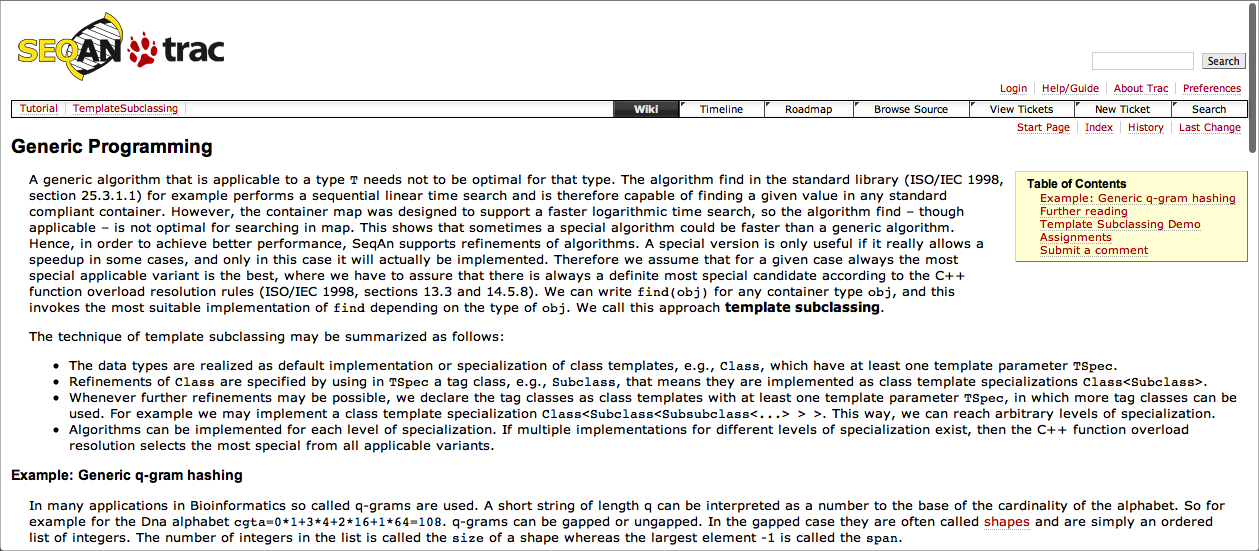 SEQAN trac
Search
Login Help/Guide About Trac Preferences
Tutorial TemplateSubclassing Wiki Timeline Roadmap Browse Source View Tickets New Ticket Search
Start Page Index History Last Change
Generic Programming
A generic algorithm that is applicable to a type T needs not to be optimal for that type. The algorithm find in the standard library (ISO/IEC 1998,
section 25.3.1.1) for example performs a sequential linear time search and is therefore capable of finding a given value in any standard
compliant container. However, the container map was designed to support a faster logarithmic time search, so the algorithm find – though
applicable – is not optimal for searching in map. This shows that sometimes a special algorithm could be faster than a generic algorithm.
Hence, in order to achieve better performance, SeqAn supports refinements of algorithms. A special version is only useful if it really allows a
speedup in some cases, and only in this case it will actually be implemented. Therefore we assume that for a given case always the most
special applicable variant is the best, where we have to assure that there is always a definite most special candidate according to the C++
function overload resolution rules (ISO/IEC 1998, sections 13.3 and 14.5.8). We can write find(obj) for any container type obj, and this
invokes the most suitable implementation of find depending on the type of obj. We call this approach template subclassing.
Table of Contents
Example: Generic q-gram hashing
Further reading
Template Subclassing Demo
Assignments
Submit a comment
The technique of template subclassing may be summarized as follows:
• The data types are realized as default implementation or specialization of class templates, e.g., Class, which have at least one template parameter TSpec.
• Refinements of Class are specified by using in TSpec a tag class, e.g., Subclass, that means they are implemented as class template specializations Class<Subclass>.
• Whenever further refinements may be possible, we declare the tag classes as class templates with at least one template parameter TSpec, in which more tag classes can be
used. For example we may implement a class template specialization Class<Subclass<Subsubclass<...> > >. This way, we can reach arbitrary levels of specialization.
• Algorithms can be implemented for each level of specialization. If multiple implementations for different levels of specialization exist, then the C++ function overload
resolution selects the most special from all applicable variants.
Example: Generic q-gram hashing
In many applications in Bioinformatics so called q-grams are used. A short string of length q can be interpreted as a number to the base of the cardinality of the alphabet. So for
example for the Dna alphabet cgta=0*1+3*4+2*16+1*64=108. q-grams can be gapped or ungapped. In the gapped case they are often called shapes and are simply an ordered
list of integers. The number of integers in the list is called the size of a shape whereas the largest element -1 is called the span.